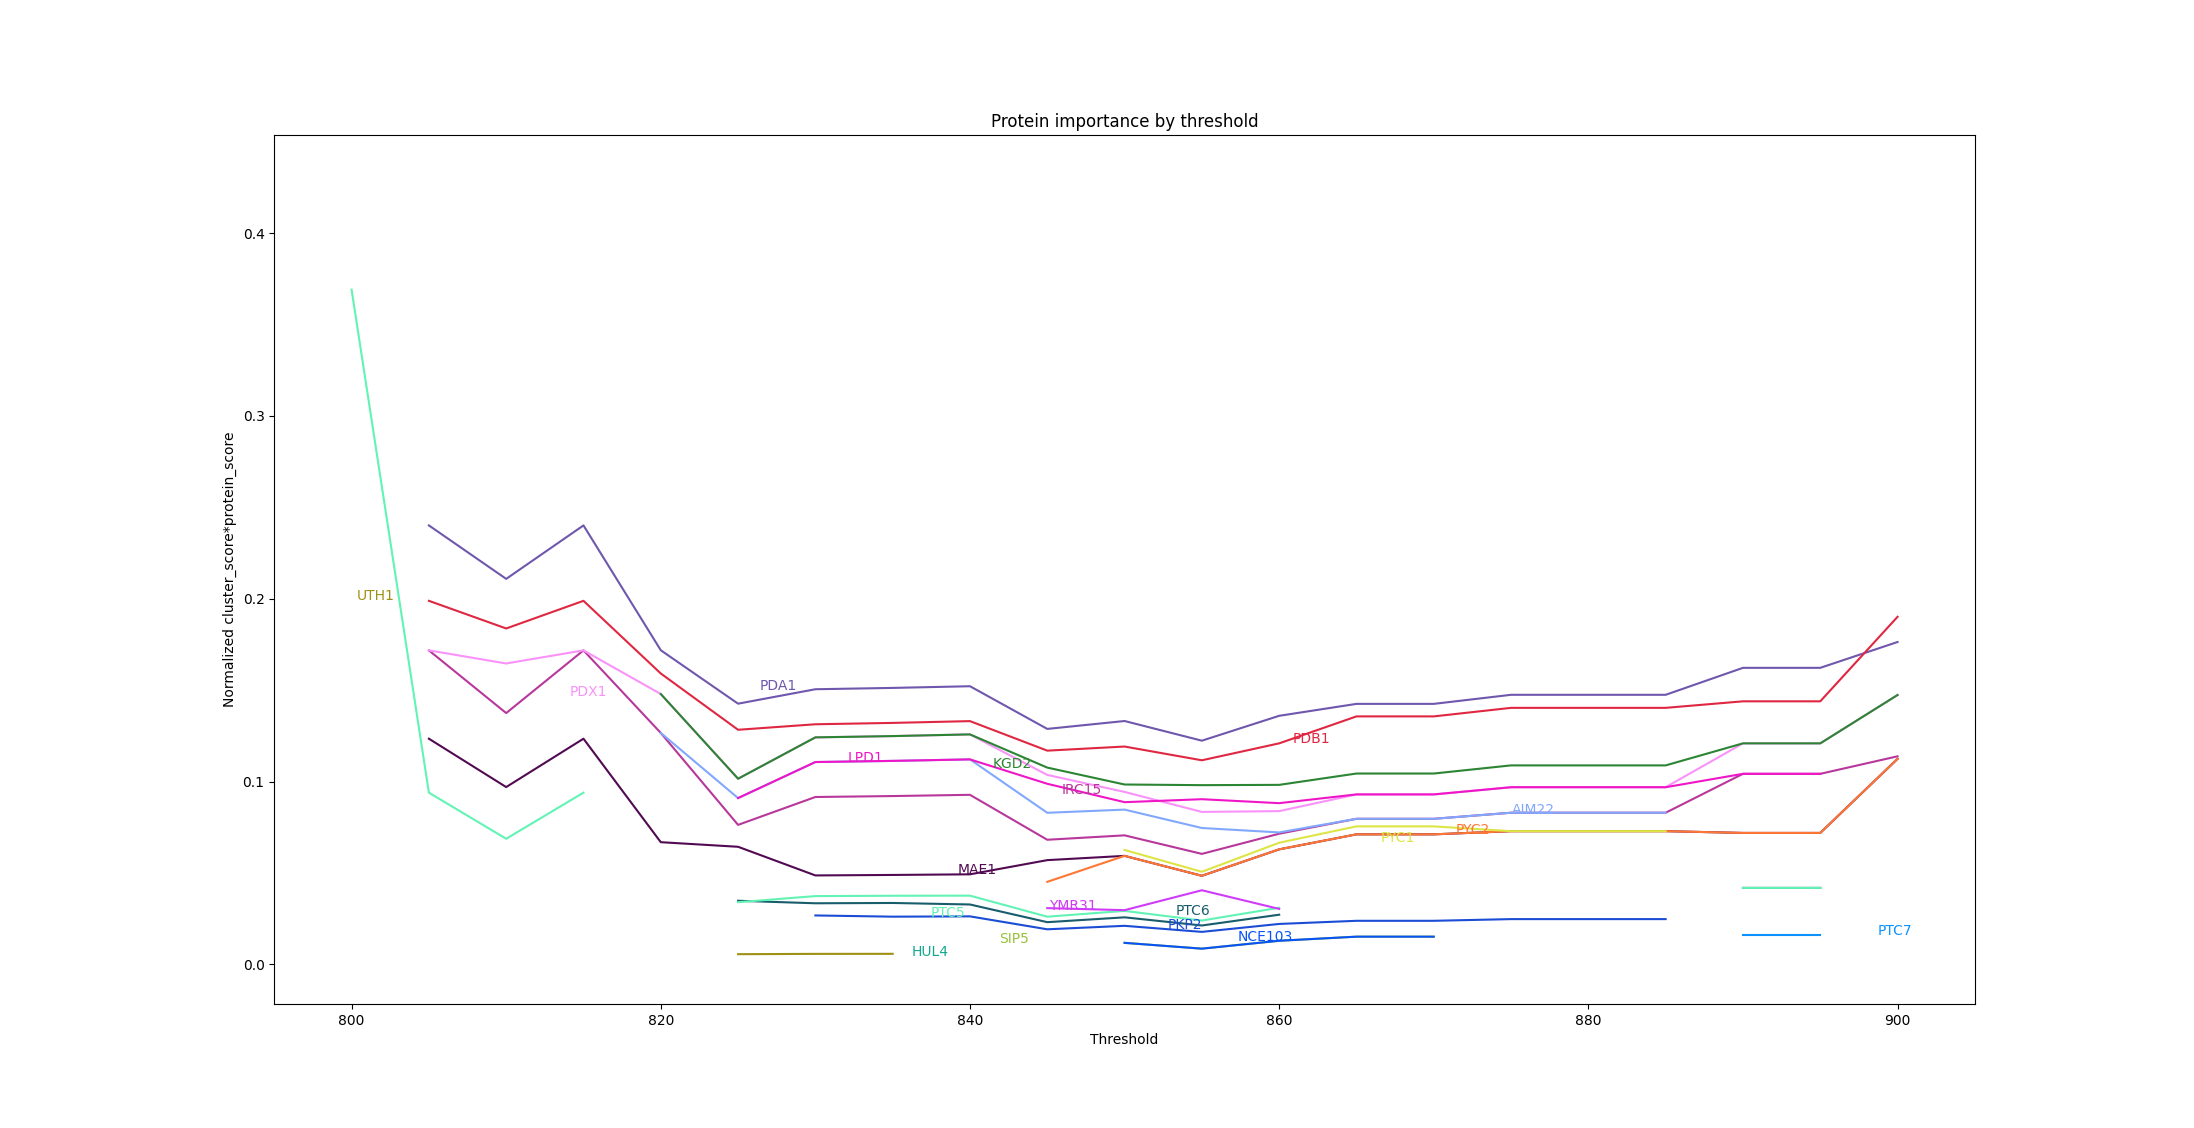 Protein importance by threshold
Normalized cluster_score*protein_score
0.4
0.3
0.2
0.1
0.0
UTH1
PDX1
PDA1
PDB1
LPD1
KGD2
IRC15
AIM22
PYC2
PYC1
MAE1
YMR31
PTC5
PTC6
PKP2
SIP5
NCE103
HUL4
PTC7
800
820
840
860
880
900
Threshold